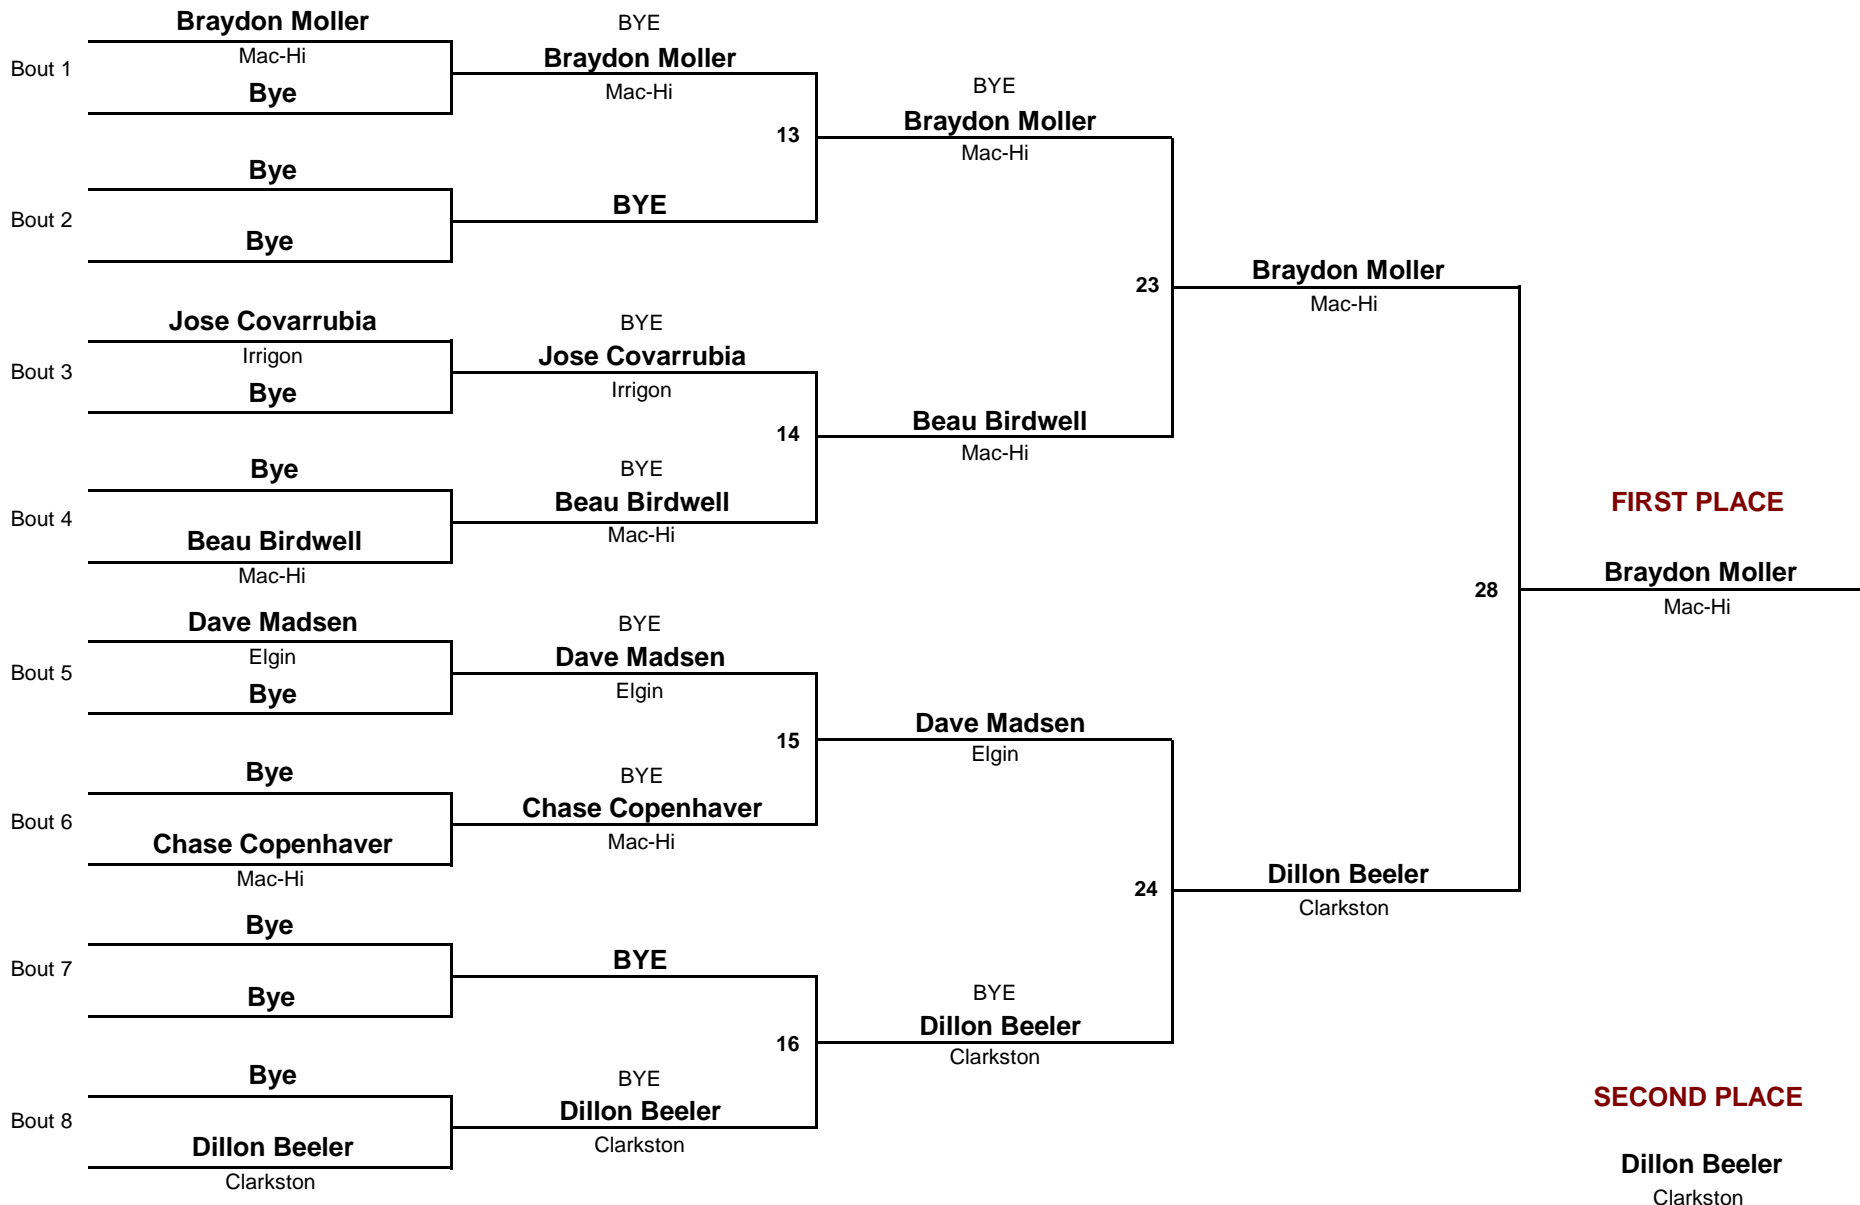 Braydon Moller
Bout 1
Mac-Hi
Bye
Bye
Bout 2
Bye
Jose Covarrubia
Bout 3
Irrigon
Bye
Bye
Bout 4
Beau Birdwell
Mac-Hi
Dave Madsen
Bout 5
Elgin
Bye
Bye
Bout 6
Chase Copenhaver
Mac-Hi
Bye
Bout 7
Bye
Bye
Bout 8
Dillon Beeler
Clarkston
BYE
Braydon Moller
Mac-Hi
13
BYE
BYE
Jose Covarrubia
Irrigon
14
BYE
Beau Birdwell
Mac-Hi
BYE
Dave Madsen
Elgin
15
BYE
Chase Copenhaver
Mac-Hi
BYE
16
BYE
Dillon Beeler
Clarkston
BYE
Braydon Moller
Mac-Hi
23
Beau Birdwell
Mac-Hi
Dave Madsen
Elgin
24
BYE
Dillon Beeler
Clarkston
Braydon Moller
Mac-Hi
28
Dillon Beeler
Clarkston
FIRST PLACE
Braydon Moller
Mac-Hi
SECOND PLACE
Dillon Beeler
Clarkston